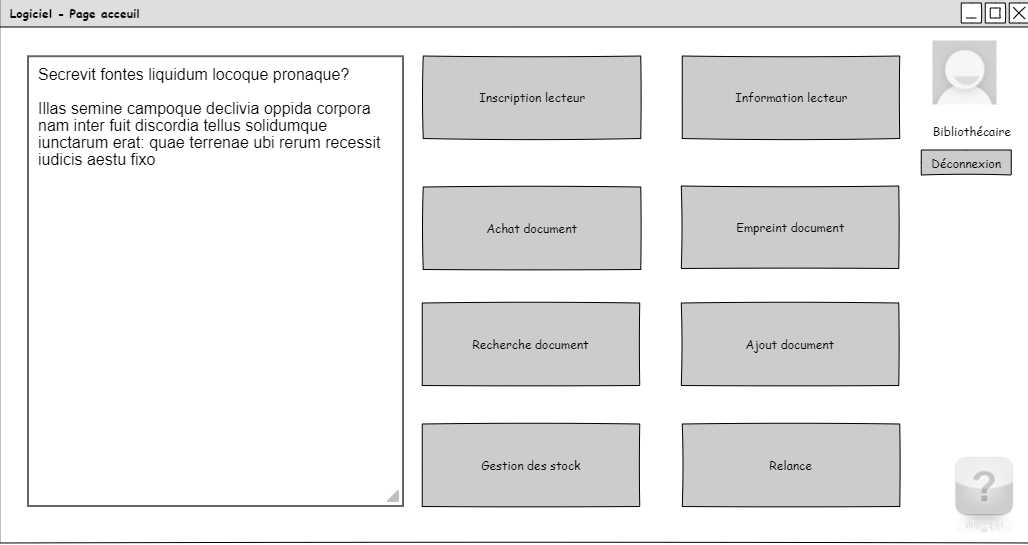 Logiciel - Page acceuil
Secrevit fontes liquidum locoque pronaque?
Illas semine campoque declivia oppida corpora
nam inter fuit discordia tellus solidumque
iunctarum erat: quae terrenae ubi rerum recessit
iudicis aestu fixo
Inscription lecteur
Information lecteur
Bibliothécaire
Déconnexion
Achat document
Empreint document
Recherche document
Ajout document
Gestion des stock
Relance
?